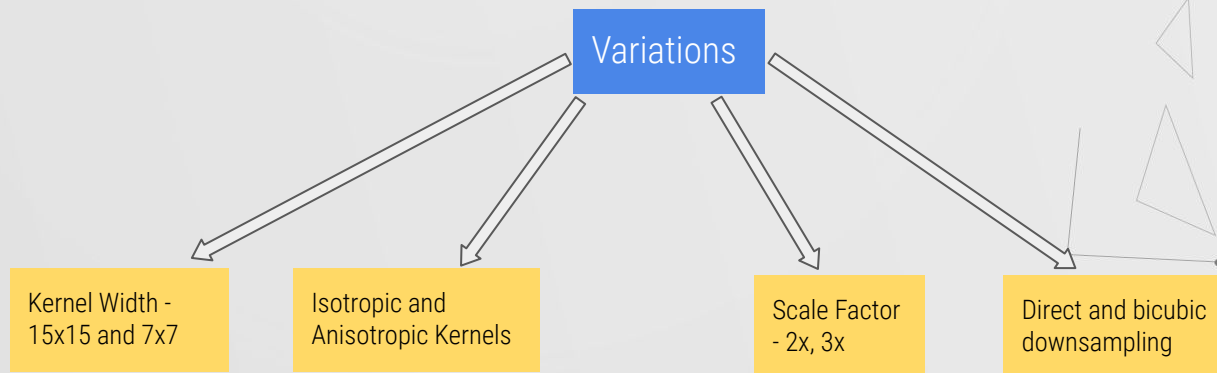 Variations
Kernel Width -
15x15 and 7x7
Isotropic and
Anisotropic Kernels
Scale Factor
- 2x, 3x
Direct and bicubic
downsampling